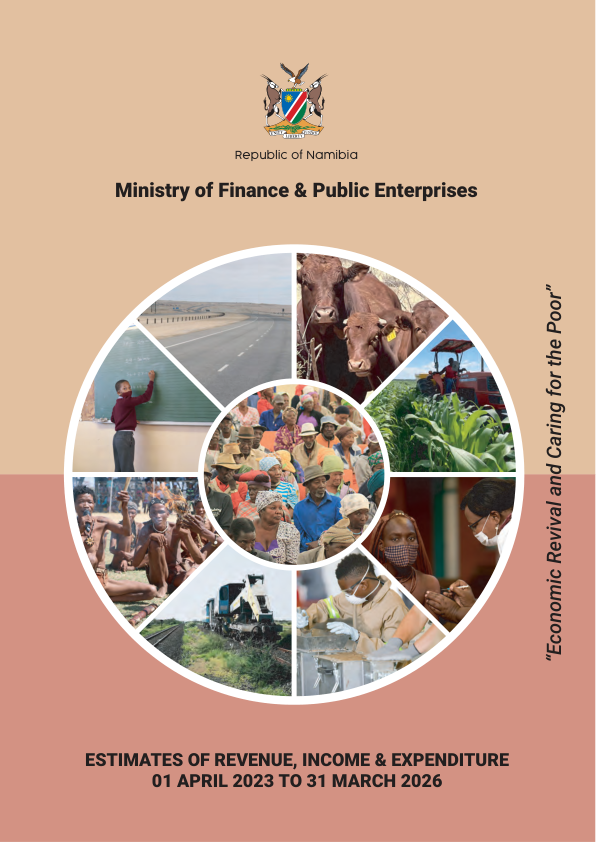 Republic of Namibia
Ministry of Finance & Public Enterprises
“Economic Revival and Caring for the Poor”
ESTIMATES OF REVENUE, INCOME & EXPENDITURE
01 APRIL 2023 TO 31 MARCH 2026